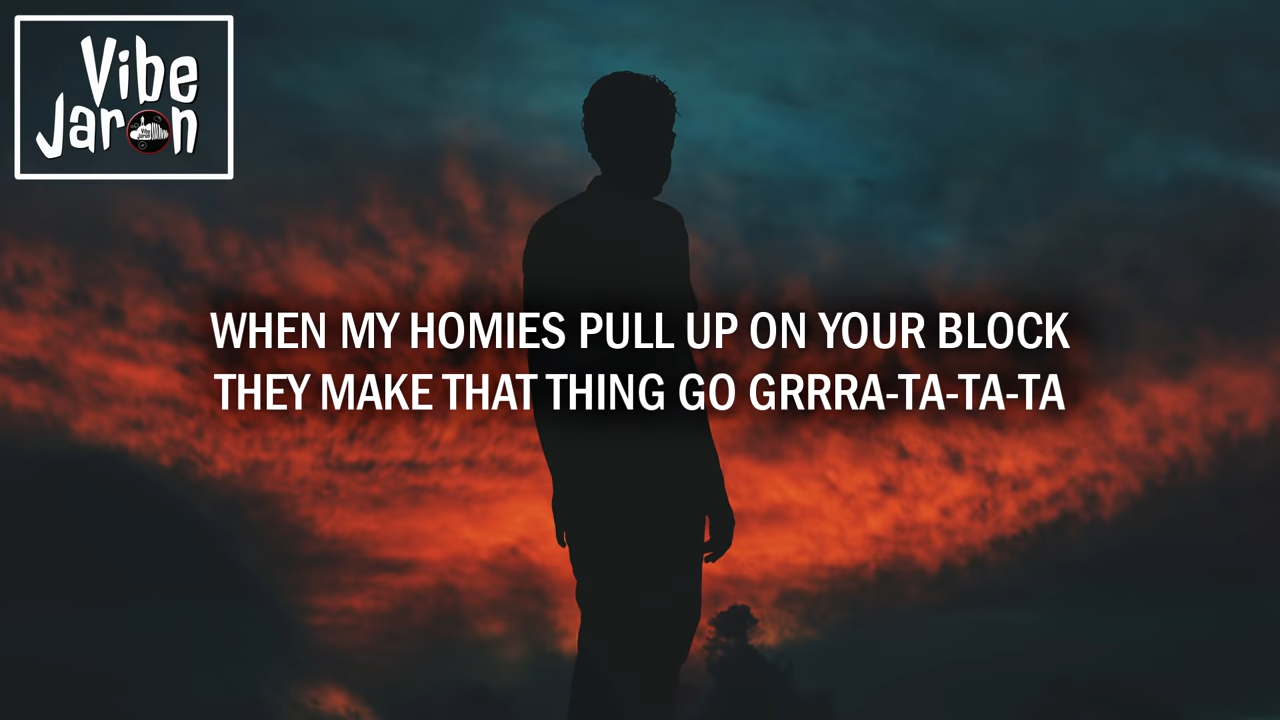 Vibe
Jaron
WHEN MY HOMIES PULL UP ON YOUR BLOCK
THEY MAKE THAT THING GO GRRRA-TA-TA-TA